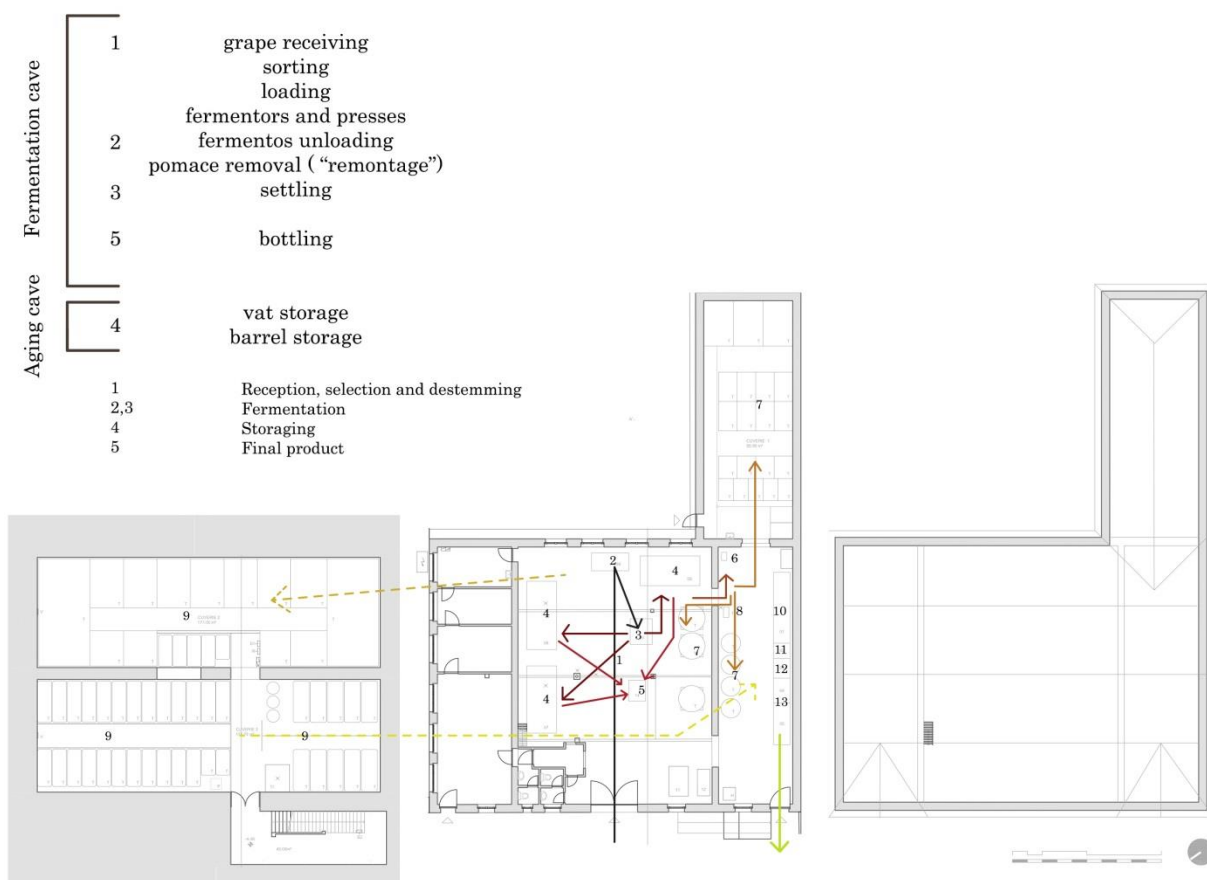 Fermentation cave
1 grape receiving
sorting
loading
fermentors and presses
2 fermentos unloading
pomace removal ( “remontage”)
3 settling
5 bottling
Aging cave
4 vat storage
barrel storage
1 Reception, selection and destemming
2,3 Fermentation
4 Storaging
5 Final product
7
2
6
4
9
4
8
10
3
7
11
1
12
7
5
4
13
9
9